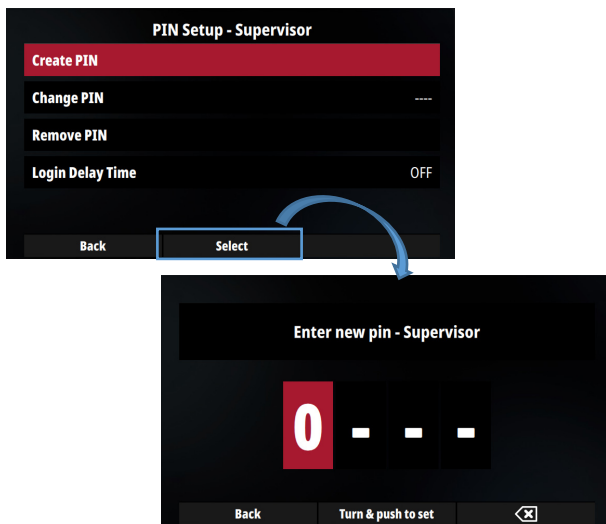 PIN Setup - Supervisor
Create PIN
Change PIN ----
Remove PIN
Login Delay Time OFF
Back Select
Enter new pin - Supervisor
0 - - -
Back Turn & push to set